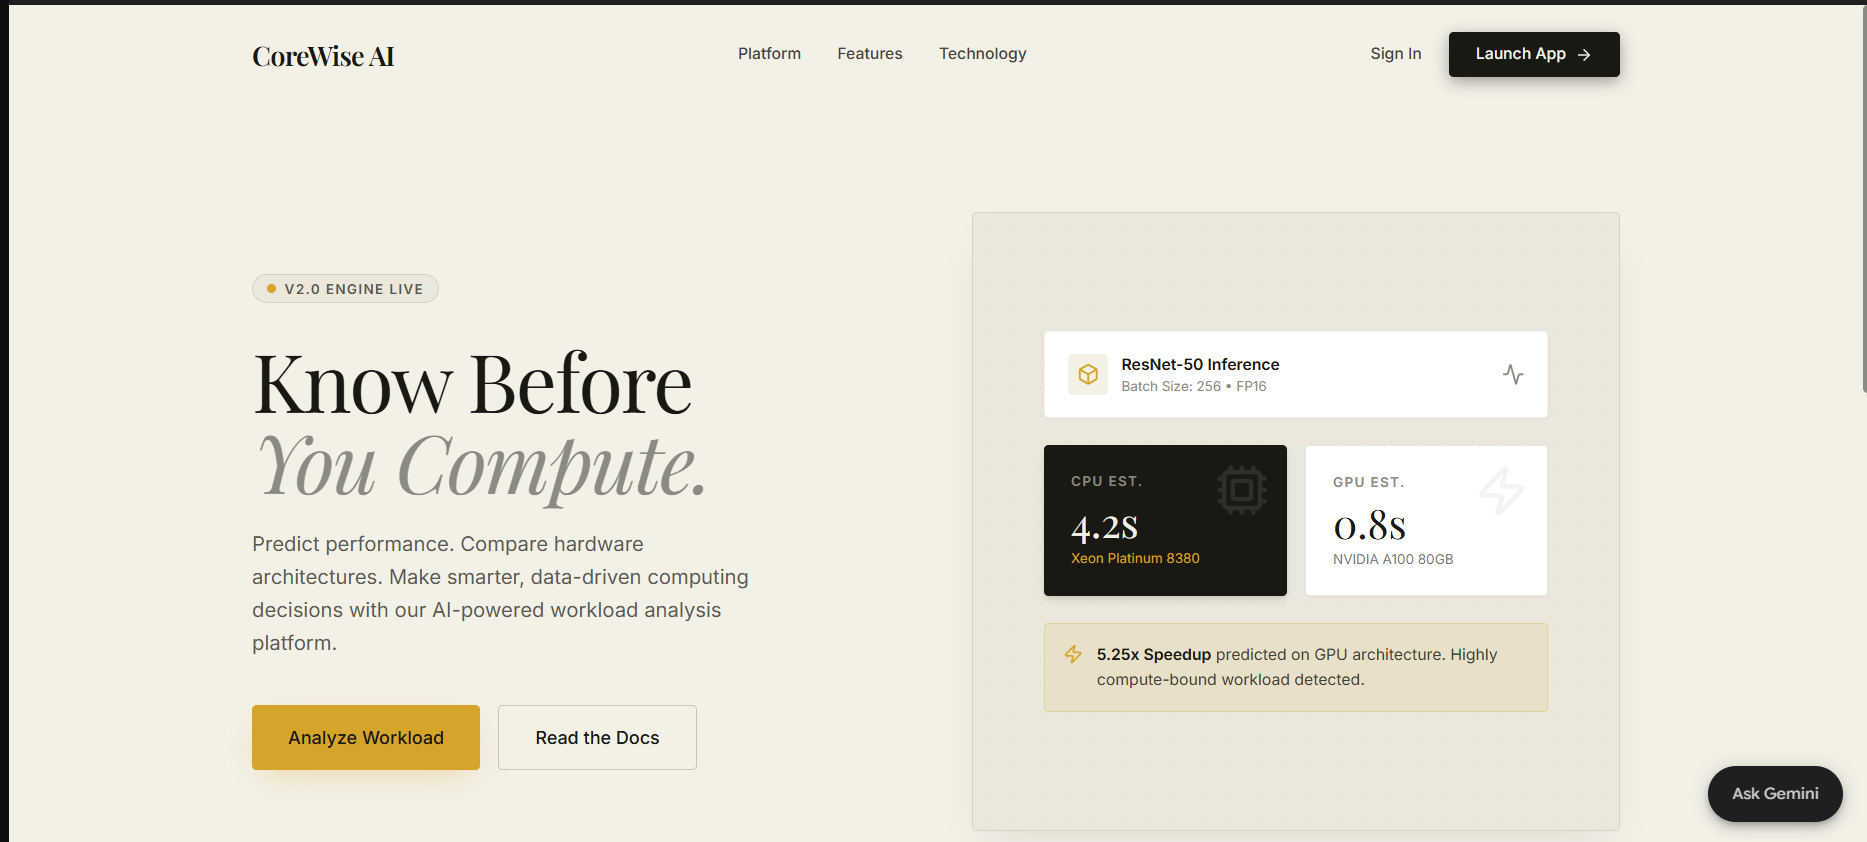 CoreWise AI
Platform
Features
Technology
Sign In
Launch App
V2.0 ENGINE LIVE
Know Before
You Compute.
Predict performance. Compare hardware
architectures. Make smarter, data-driven computing
decisions with our AI-powered workload analysis
platform.
Analyze Workload
Read the Docs
ResNet-50 Inference
Batch Size: 256 • FP16
CPU EST.
4.2s
Xeon Platinum 8380
GPU EST.
0.8s
NVIDIA A100 80GB
5.25x Speedup predicted on GPU architecture. Highly
compute-bound workload detected.
Ask Gemini